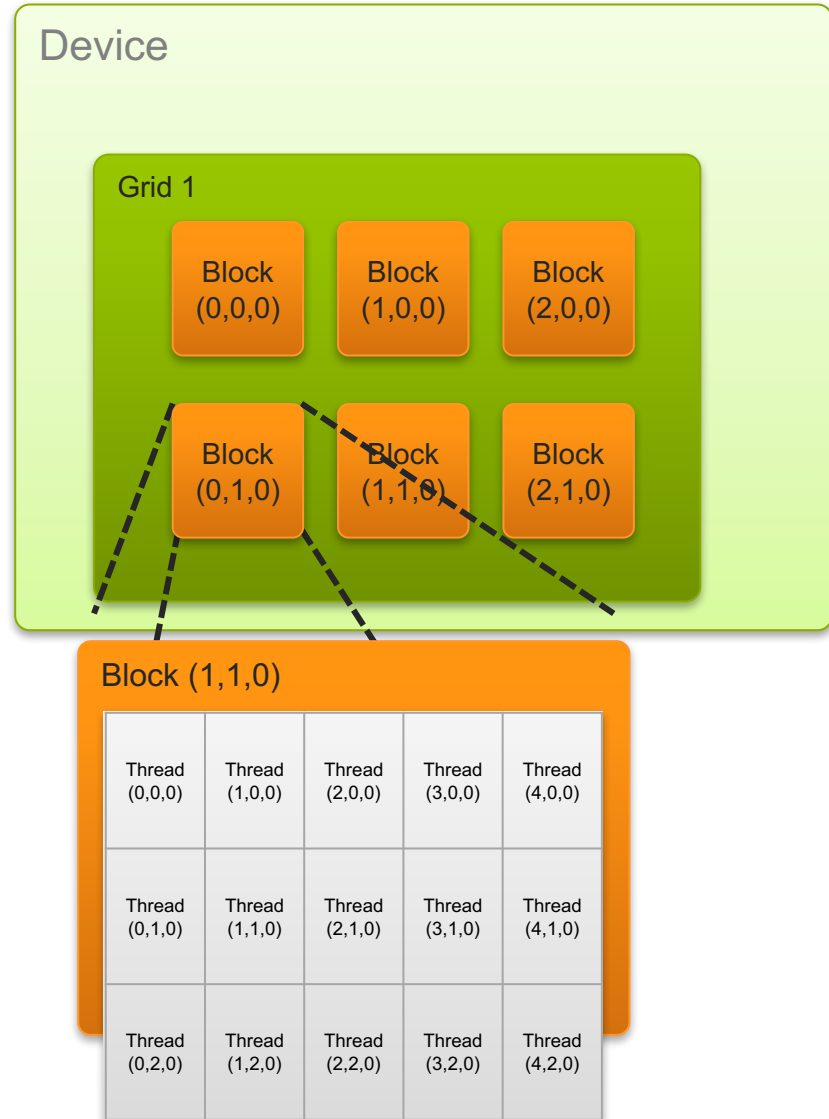 Device
Grid 1
Block
(0,0,0)
Block
(1,0,0)
Block
(2,0,0)
Block
(0,1,0)
Block
(1,1,0)
Block
(2,1,0)
Block (1,1,0)
Thread
(0,0,0)
Thread
(1,0,0)
Thread
(2,0,0)
Thread
(3,0,0)
Thread
(4,0,0)
Thread
(0,1,0)
Thread
(1,1,0)
Thread
(2,1,0)
Thread
(3,1,0)
Thread
(4,1,0)
Thread
(0,2,0)
Thread
(1,2,0)
Thread
(2,2,0)
Thread
(3,2,0)
Thread
(4,2,0)